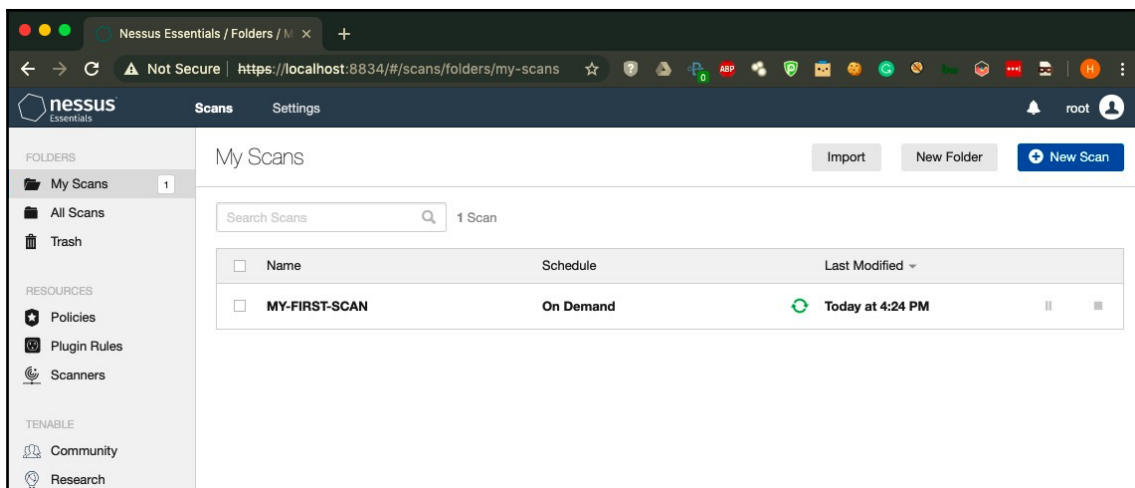 Nessus Essentials / Folders / M
Not Secure | https://localhost:8834/#/scans/folders/my-scans
0 ABP H
nessus Essentials Scans Settings root
FOLDERS
My Scans 1
All Scans
Trash
RESOURCES
Policies
Plugin Rules
Scanners
TENABLE
Community
Research
My Scans Import New Folder New Scan
Search Scans 1 Scan
Name Schedule Last Modified
MY-FIRST-SCAN On Demand Today at 4:24 PM